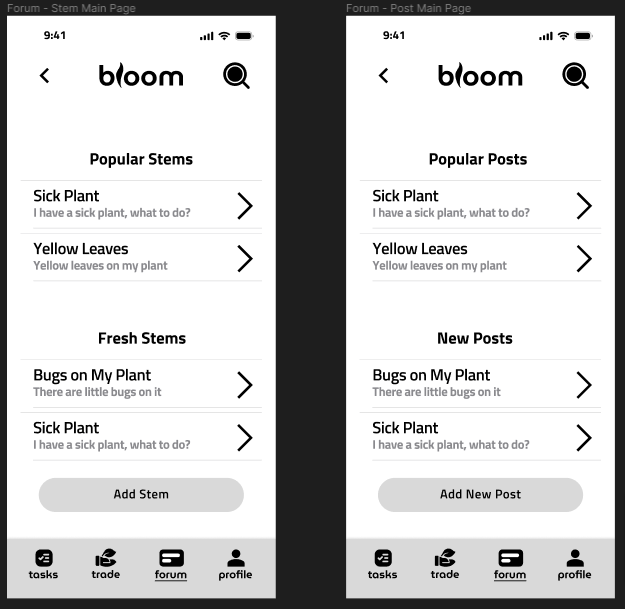 Forum - Stem Main Page
9:41
bloom
Popular Stems
Sick Plant
I have a sick plant, what to do?
Yellow Leaves
Yellow leaves on my plant
Fresh Stems
Bugs on My Plant
There are little bugs on it
Sick Plant
I have a sick plant, what to do?
Add Stem
tasks trade forum profile
Forum - Post Main Page
9:41
bloom
Popular Posts
Sick Plant
I have a sick plant, what to do?
Yellow Leaves
Yellow leaves on my plant
New Posts
Bugs on My Plant
There are little bugs on it
Sick Plant
I have a sick plant, what to do?
Add New Post
tasks trade forum profile